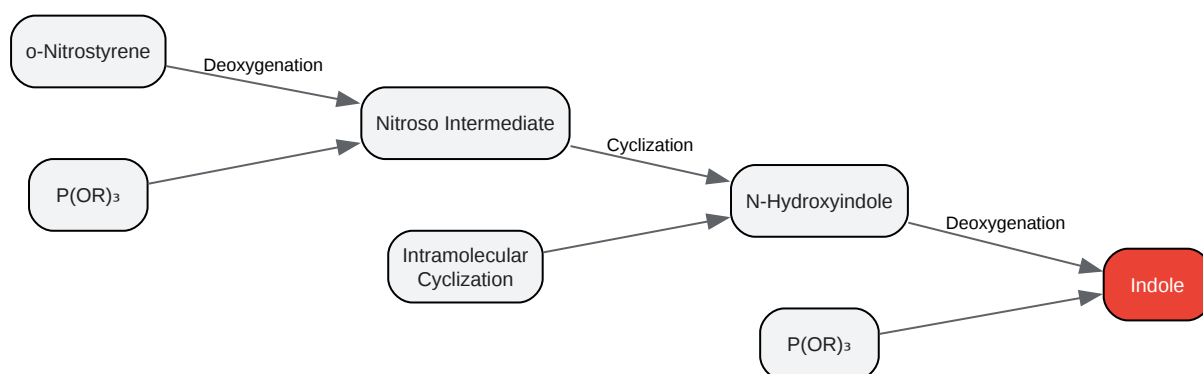 o-Nitrostyrene
Deoxygenation
Nitroso Intermediate
P(OR)₃
Cyclization
N-Hydroxyindole
Intramolecular
Cyclization
Deoxygenation
Indole
P(OR)₃